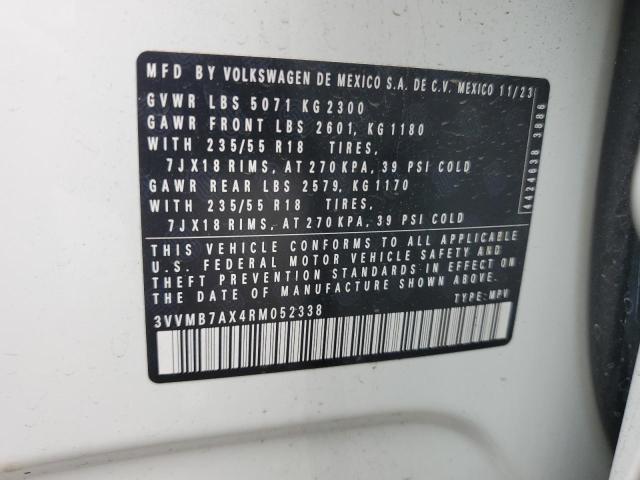 MFD BY VOLKSWAGEN DE MEXICO S.A. DE C.V. MEXICO 11/23
GVWR LBS 5071 KG 2300
GAWR FRONT LBS 2601, KG 1180
WITH 235/55 R18 TIRES,
7JX18 RIMS, AT 270 KPA, 39 PSI COLD
GAWR REAR LBS 2579, KG 1170
WITH 235/55 R18 TIRES,
7JX18 RIMS, AT 270 KPA, 39 PSI COLD
THIS VEHICLE CONFORMS TO ALL APPLICABLE
U.S. FEDERAL MOTOR VEHICLE SAFETY AND
THEFT PREVENTION STANDARDS IN EFFECT ON
THE DATE OF MANUFACTURE SHOWN ABOVE
3VVMB7AX4RM052338 TYPE: MPV
4424638 3886